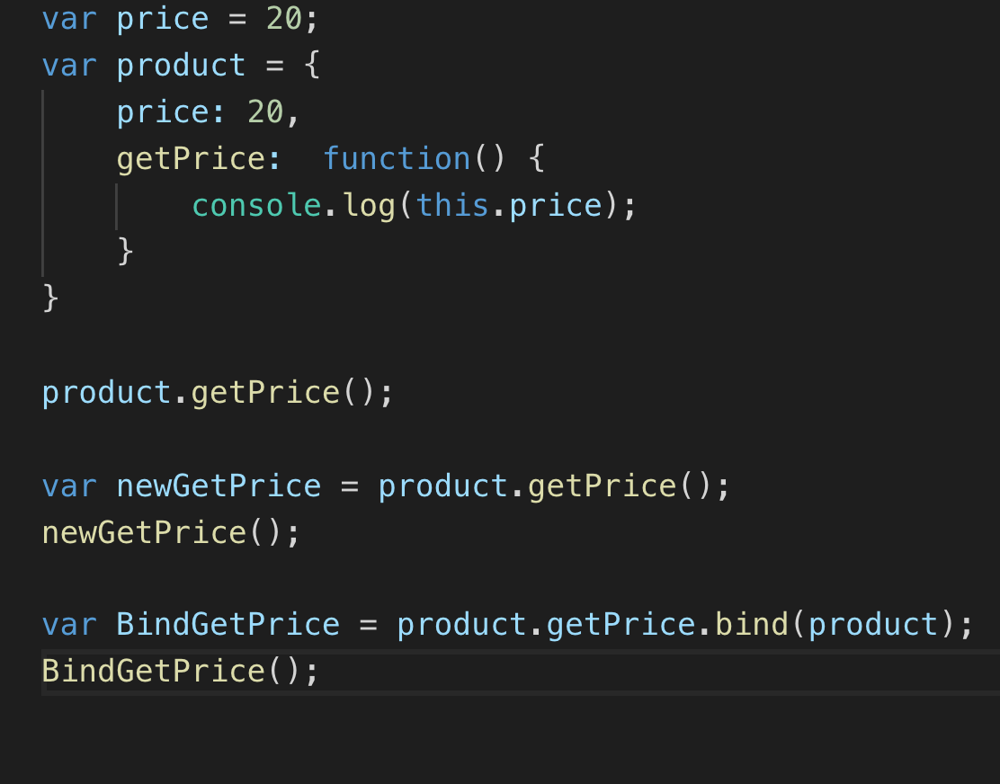 var price = 20;
var product = {
    price: 20,
    getPrice:  function() {
        console.log(this.price);
    }
}
product.getPrice();
var newGetPrice = product.getPrice();
newGetPrice();
var BindGetPrice = product.getPrice.bind(product);
BindGetPrice();